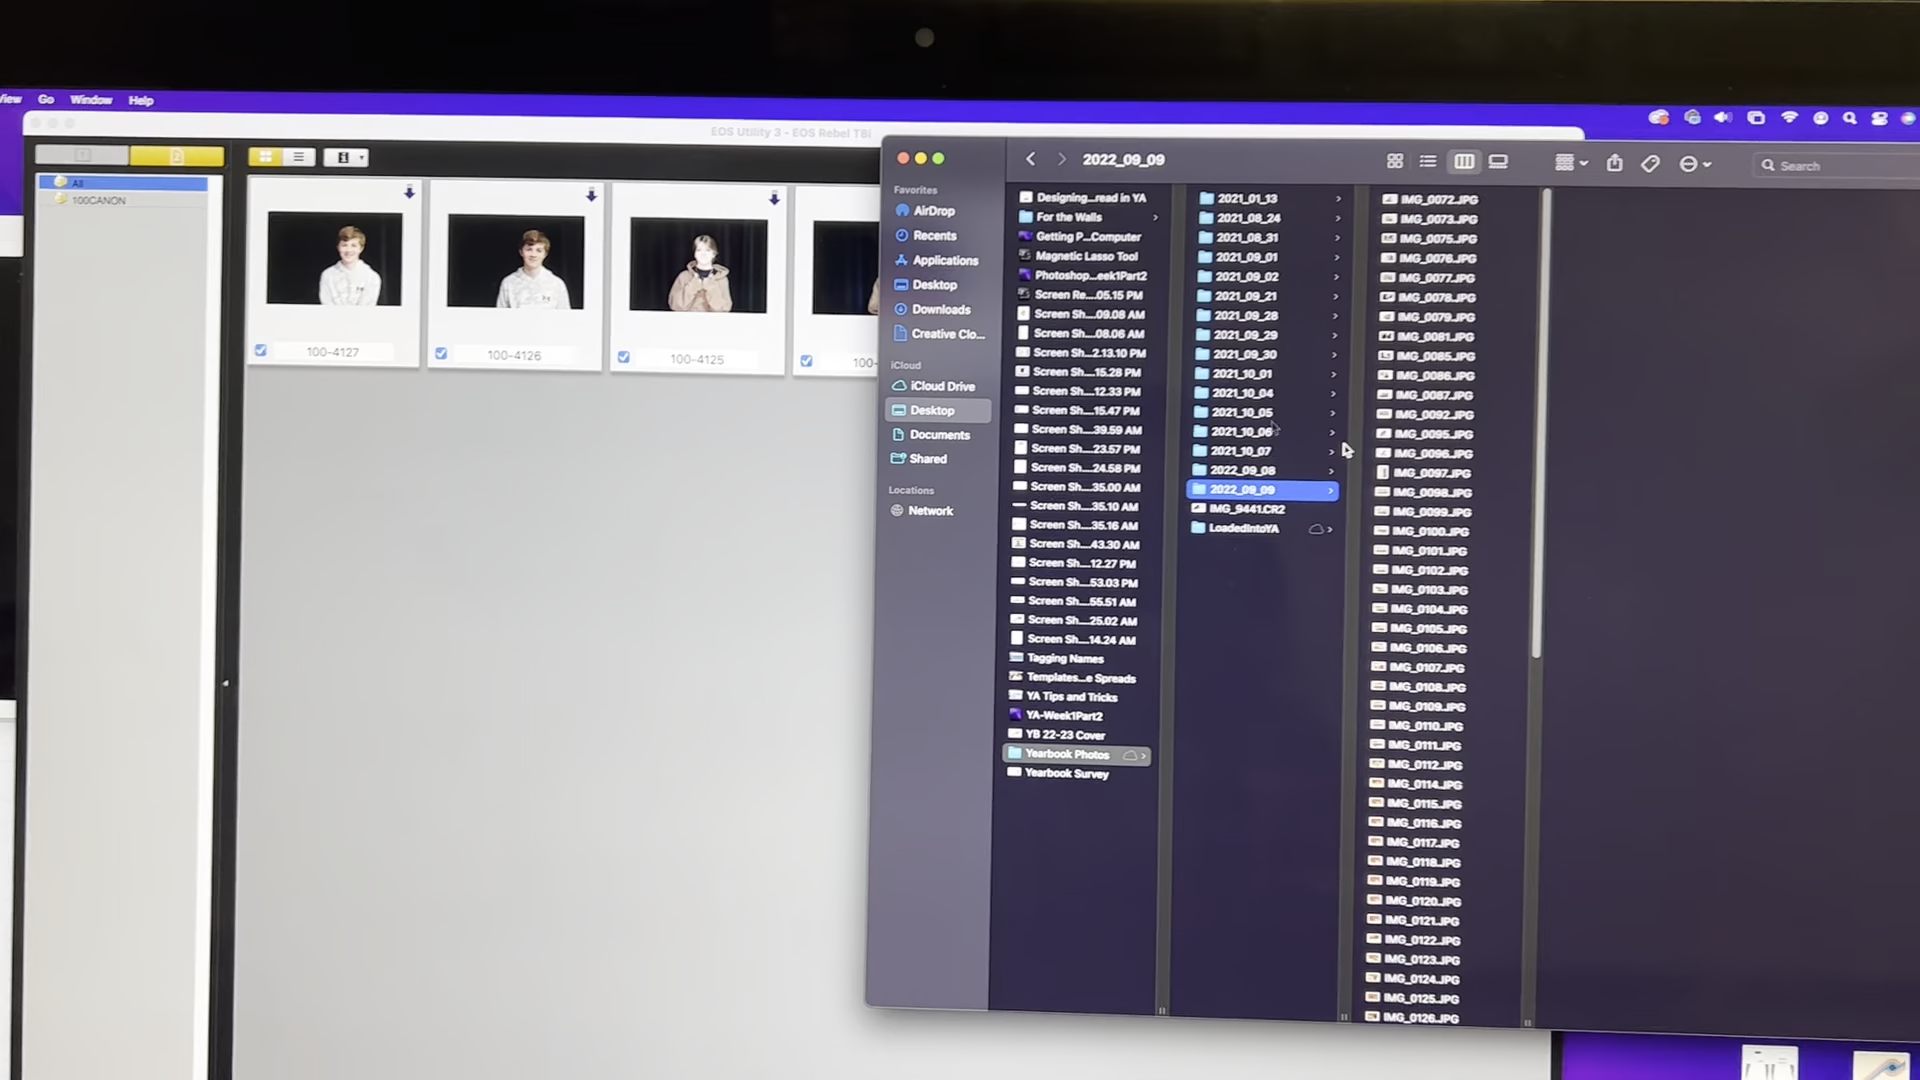 View Go Window Help
EOS Utility 3 - EOS Rebel T8i
All
100CANON
100-4127
100-4126
100-4125
100-
2022_09_09
Search
Favorites
AirDrop
Recents
Applications
Desktop
Downloads
Creative Clo...
iCloud
iCloud Drive
Desktop
Documents
Shared
Locations
Network
Designing...read in YA
For the Walls
Getting P...Computer
Magnetic Lasso Tool
Photoshop...eek1Part2
Screen Re....05.15 PM
Screen Sh....09.08 AM
Screen Sh....08.06 AM
Screen Sh....2.13.10 PM
Screen Sh....15.28 PM
Screen Sh....12.33 PM
Screen Sh....15.47 PM
Screen Sh....39.59 AM
Screen Sh....23.57 PM
Screen Sh....24.58 PM
Screen Sh....35.00 AM
Screen Sh....35.10 AM
Screen Sh....35.16 AM
Screen Sh....43.30 AM
Screen Sh....12.27 PM
Screen Sh....53.03 PM
Screen Sh....55.51 AM
Screen Sh....25.02 AM
Screen Sh....14.24 AM
Tagging Names
Templates...e Spreads
YA Tips and Tricks
YA-Week1Part2
YB 22-23 Cover
Yearbook Photos
Yearbook Survey
2021_01_13
2021_08_24
2021_08_31
2021_09_01
2021_09_02
2021_09_21
2021_09_28
2021_09_29
2021_09_30
2021_10_01
2021_10_04
2021_10_05
2021_10_06
2021_10_07
2022_09_08
2022_09_09
IMG_9441.CR2
LoadedIntoYA
IMG_0072.JPG
IMG_0073.JPG
IMG_0075.JPG
IMG_0076.JPG
IMG_0077.JPG
IMG_0078.JPG
IMG_0079.JPG
IMG_0081.JPG
IMG_0085.JPG
IMG_0086.JPG
IMG_0087.JPG
IMG_0092.JPG
IMG_0095.JPG
IMG_0096.JPG
IMG_0097.JPG
IMG_0098.JPG
IMG_0099.JPG
IMG_0100.JPG
IMG_0101.JPG
IMG_0102.JPG
IMG_0103.JPG
IMG_0104.JPG
IMG_0105.JPG
IMG_0106.JPG
IMG_0107.JPG
IMG_0108.JPG
IMG_0109.JPG
IMG_0110.JPG
IMG_0111.JPG
IMG_0112.JPG
IMG_0114.JPG
IMG_0115.JPG
IMG_0116.JPG
IMG_0117.JPG
IMG_0118.JPG
IMG_0119.JPG
IMG_0120.JPG
IMG_0121.JPG
IMG_0122.JPG
IMG_0123.JPG
IMG_0124.JPG
IMG_0125.JPG
IMG_0126.JPG